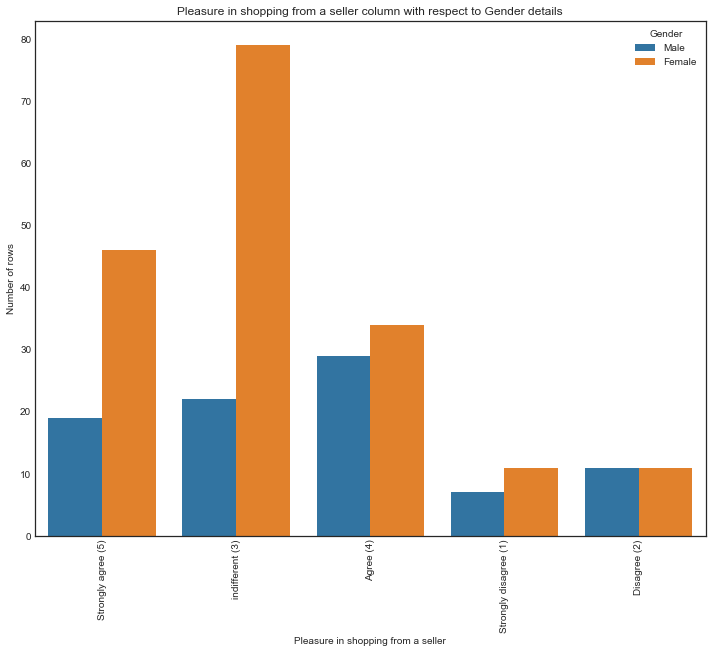 Pleasure in shopping from a seller column with respect to Gender details
Gender
Male
Female
80
70
60
50
40
30
20
10
0
Number of rows
Strongly agree (5)
indifferent (3)
Agree (4)
Strongly disagree (1)
Disagree (2)
Pleasure in shopping from a seller